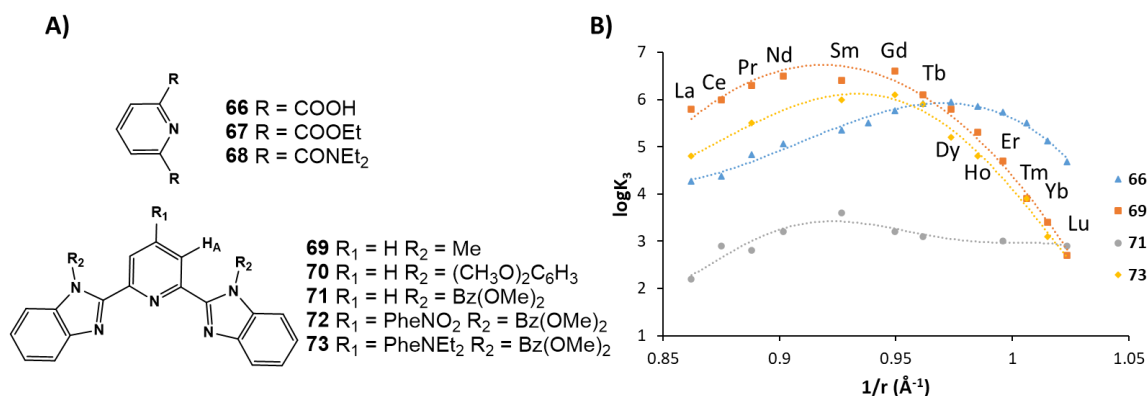 A)
R
N
R
66 R = COOH
67 R = COOEt
68 R = CONEt2
R1
HA
R2
N
N
N
R2
N
N
69 R1 = H R2 = Me
70 R1 = H R2 = (CH3O)2C6H3
71 R1 = H R2 = Bz(OMe)2
72 R1 = PheNO2 R2 = Bz(OMe)2
73 R1 = PheNEt2 R2 = Bz(OMe)2
B)
logK3
7
6
5
4
3
2
1
La
Ce
Pr
Nd
Sm
Gd
Tb
Dy
Ho
Er
Tm
Yb
Lu
0.85
0.9
0.95
1
1.05
1/r (Å-1)
66
69
71
73